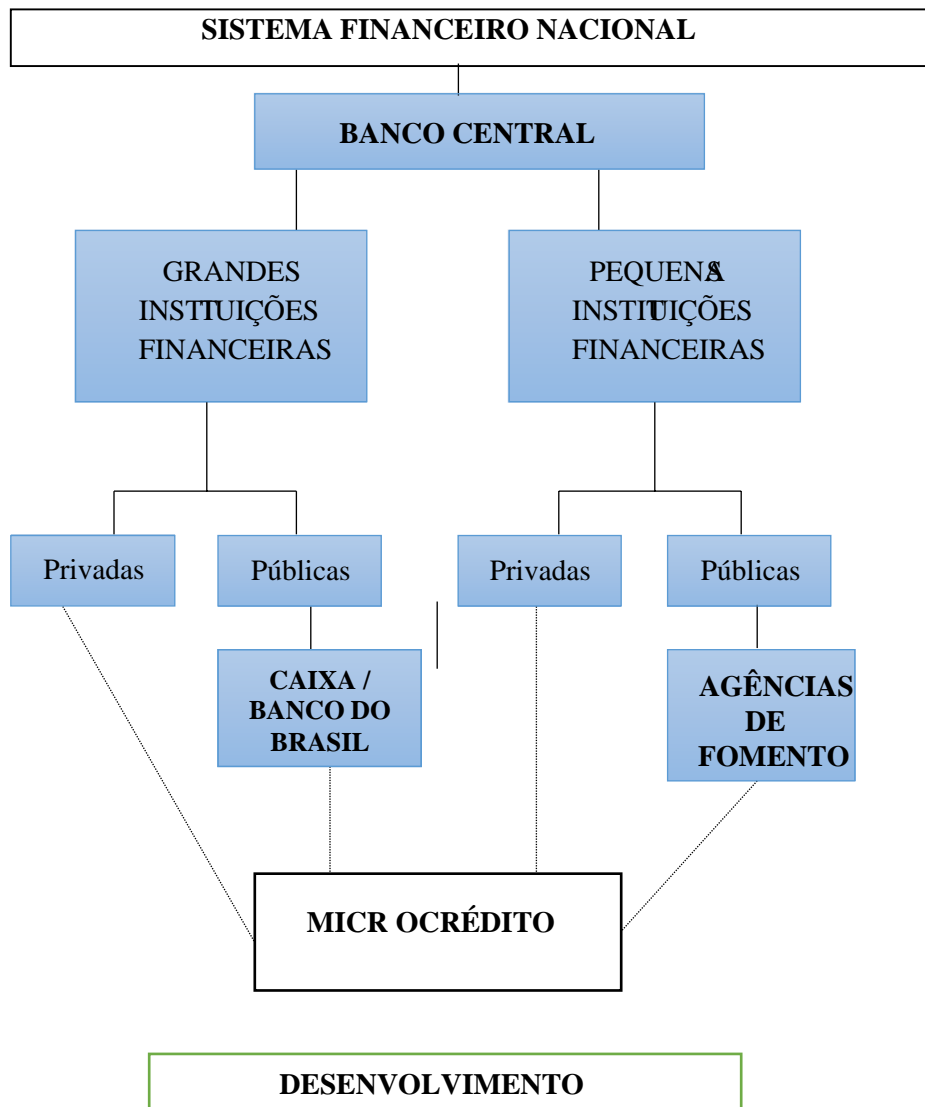 SISTEMA FINANCEIRO NACIONAL
BANCO CENTRAL
GRANDES
INSTITUIÇÕES
FINANCEIRAS
PEQUENAS
INSTITUIÇÕES
FINANCEIRAS
Privadas
Públicas
Privadas
Públicas
CAIXA /
BANCO DO
BRASIL
AGÊNCIAS
DE
FOMENTO
MICR OCRÉDITO
DESENVOLVIMENTO